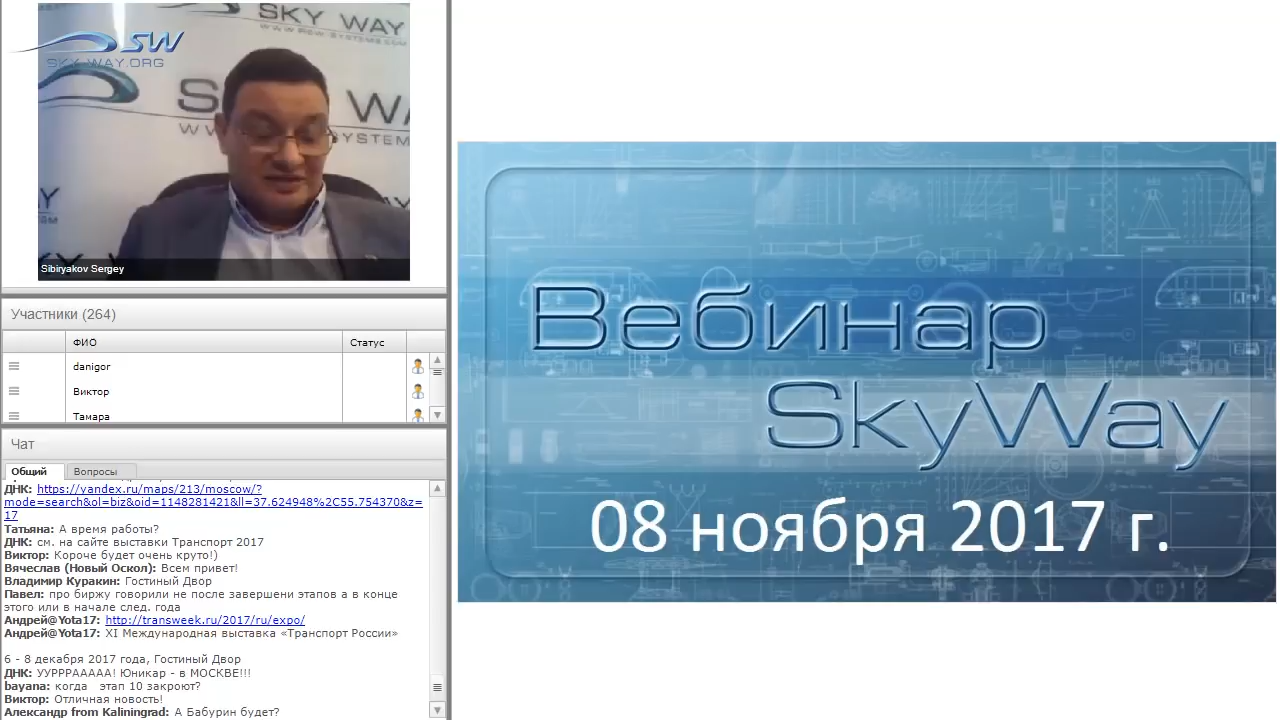 SKY WAY
WWW.RSW-SYSTEMS.COM
SW
SKY-WAY.ORG
Sibiryakov Sergey
Участники (264)
ФИО
Статус
danigor
Виктор
Тамара
Чат
Общий
Вопросы
ДНК: https://yandex.ru/maps/213/moscow/?
mode=search&ol=biz&oid=1148281421&ll=37.624948%2C55.754370&z=
17
Татьяна: А время работы?
ДНК: см. на сайте выставки Транспорт 2017
Виктор: Короче будет очень круто!)
Вячеслав (Новый Оскол): Всем привет!
Владимир Куракин: Гостиный Двор
Павел: про биржу говорили не после завершени этапов а в конце
этого или в начале след. года
Андрей@Yota17: http://transweek.ru/2017/ru/expo/
Андрей@Yota17: XI Международная выставка «Транспорт России»
6 - 8 декабря 2017 года, Гостиный Двор
ДНК: УУРРРААААА! Юникар - в МОСКВЕ!!!
bayana: когда этап 10 закроют?
Виктор: Отличная новость!
Александр from Kaliningrad: А Бабурин будет?
Вебинар
SkyWay
08 ноября 2017 г.